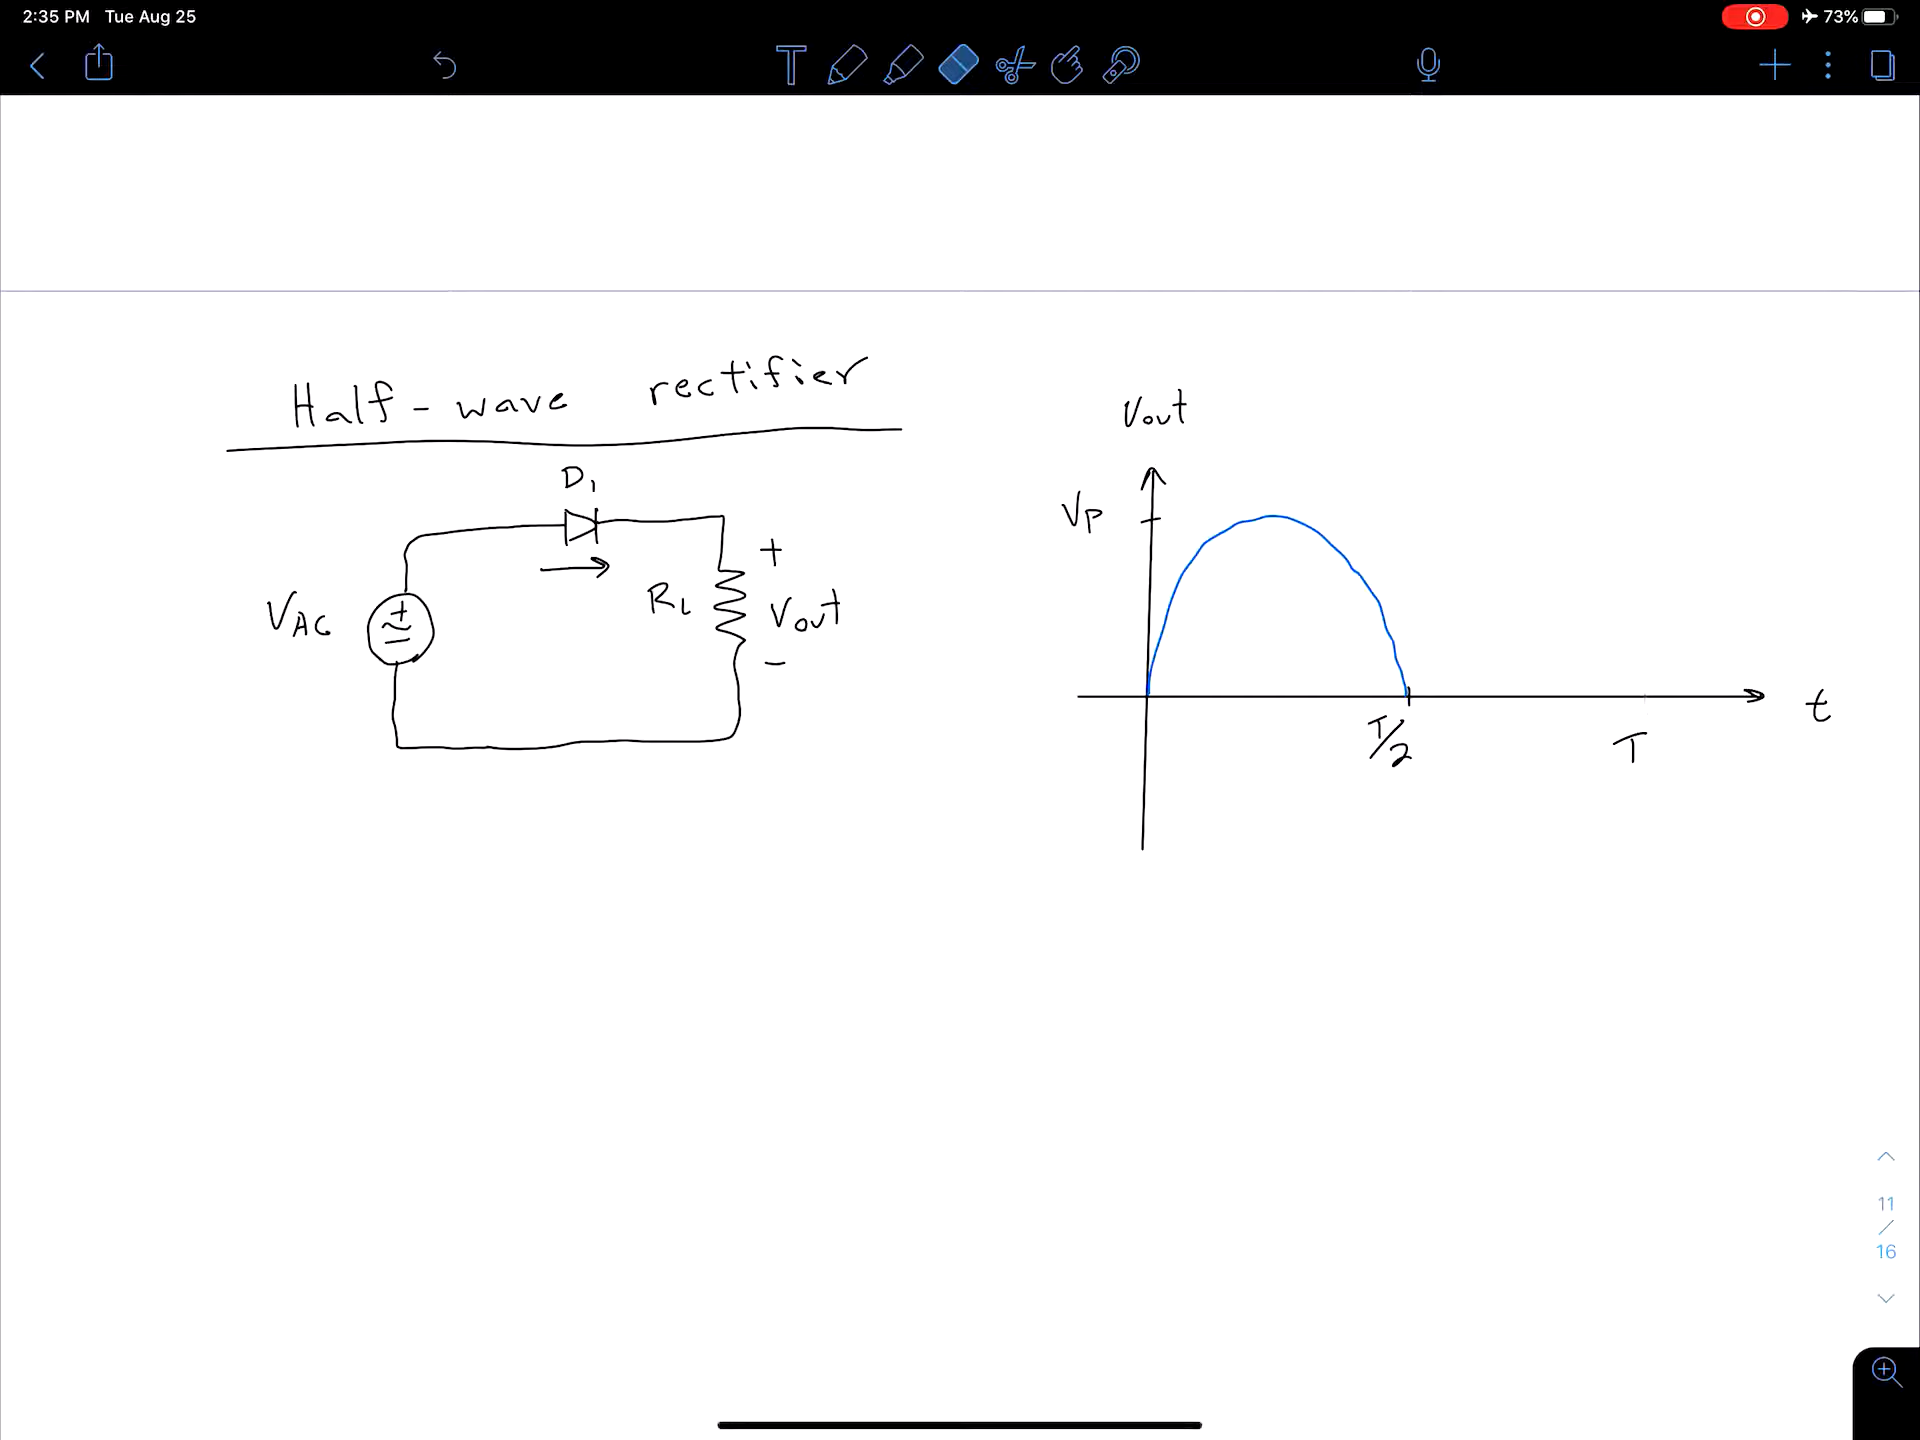 2:35 PM Tue Aug 25
73%
T
Half-wave rectifier
D1
VAC
+
RL
+
Vout
−
Vout
VP
t
T/2
T
11
/
16